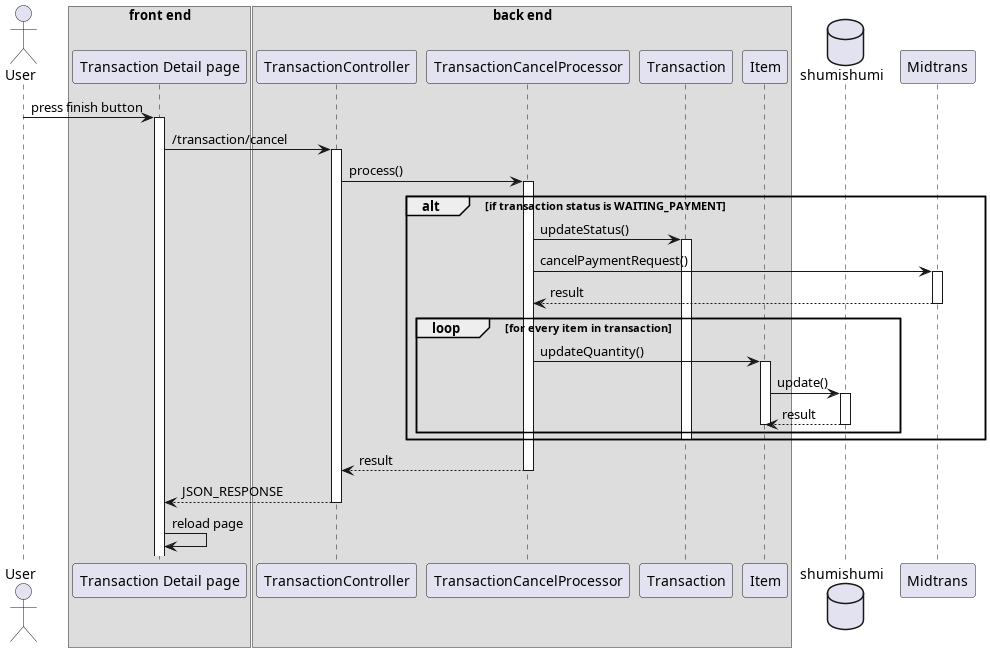 front end
back end
User
Transaction Detail page
TransactionController
TransactionCancelProcessor
Transaction
Item
shumishumi
Midtrans
press finish button
/transaction/cancel
process()
alt
[if transaction status is WAITING_PAYMENT]
updateStatus()
cancelPaymentRequest()
result
loop
[for every item in transaction]
updateQuantity()
update()
result
result
JSON_RESPONSE
reload page
User
Transaction Detail page
TransactionController
TransactionCancelProcessor
Transaction
Item
shumishumi
Midtrans